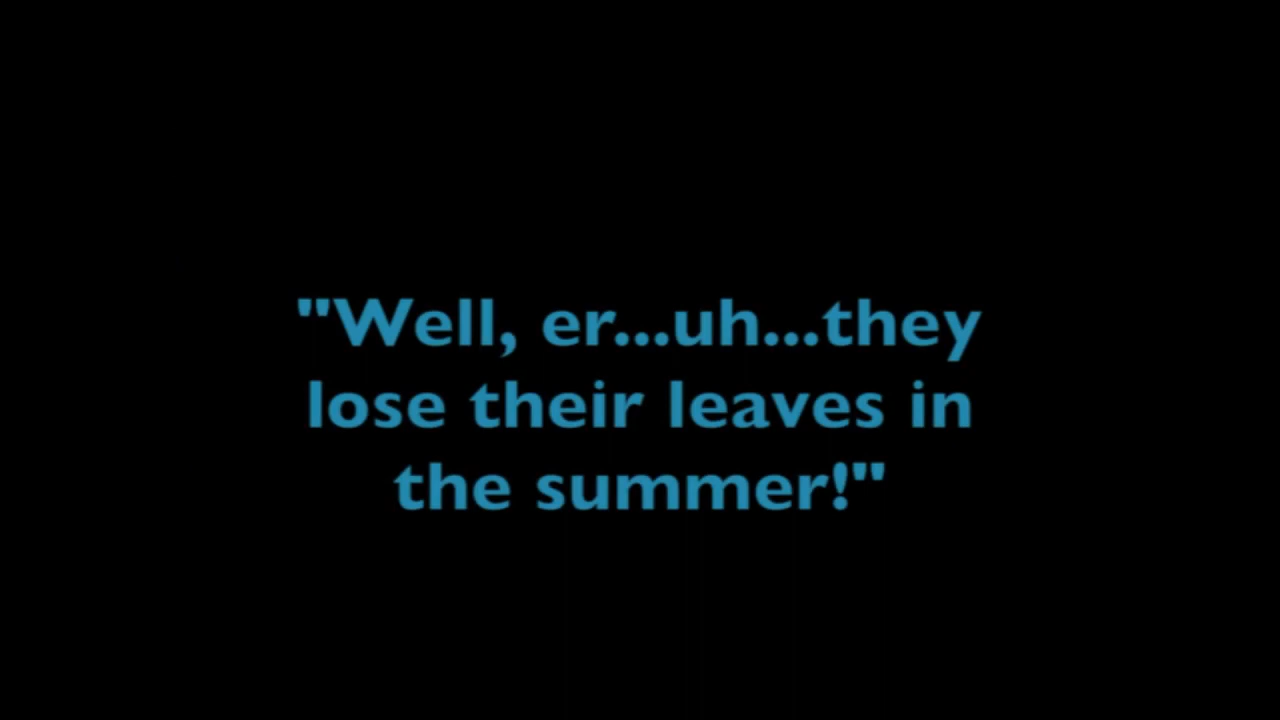 "Well, er...uh...they
lose their leaves in
the summer!"